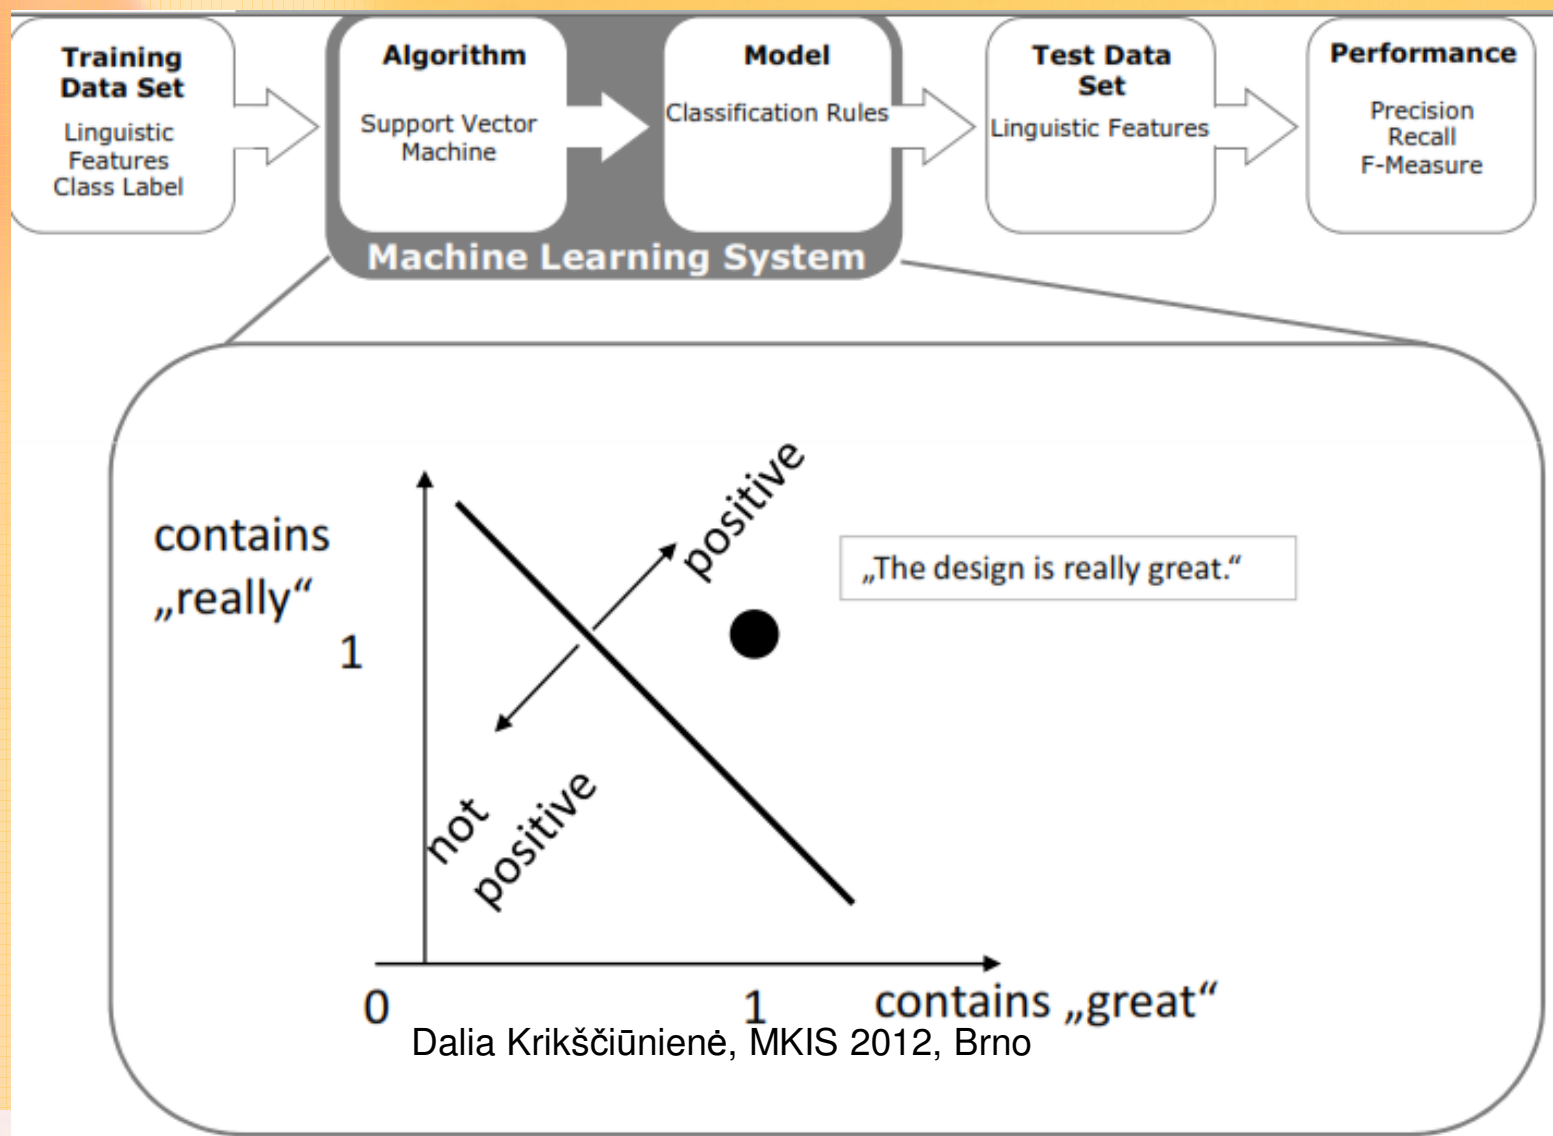 Training
Data Set
Linguistic
Features
Class Label
Algorithm
Support Vector
Machine
Model
Classification Rules
Machine Learning System
Test Data
Set
Linguistic Features
Performance
Precision
Recall
F-Measure
contains
„really“
1
positive
„The design is really great.“
not
positive
0
1
contains „great“
Dalia Krikščiūnienė, MKIS 2012, Brno